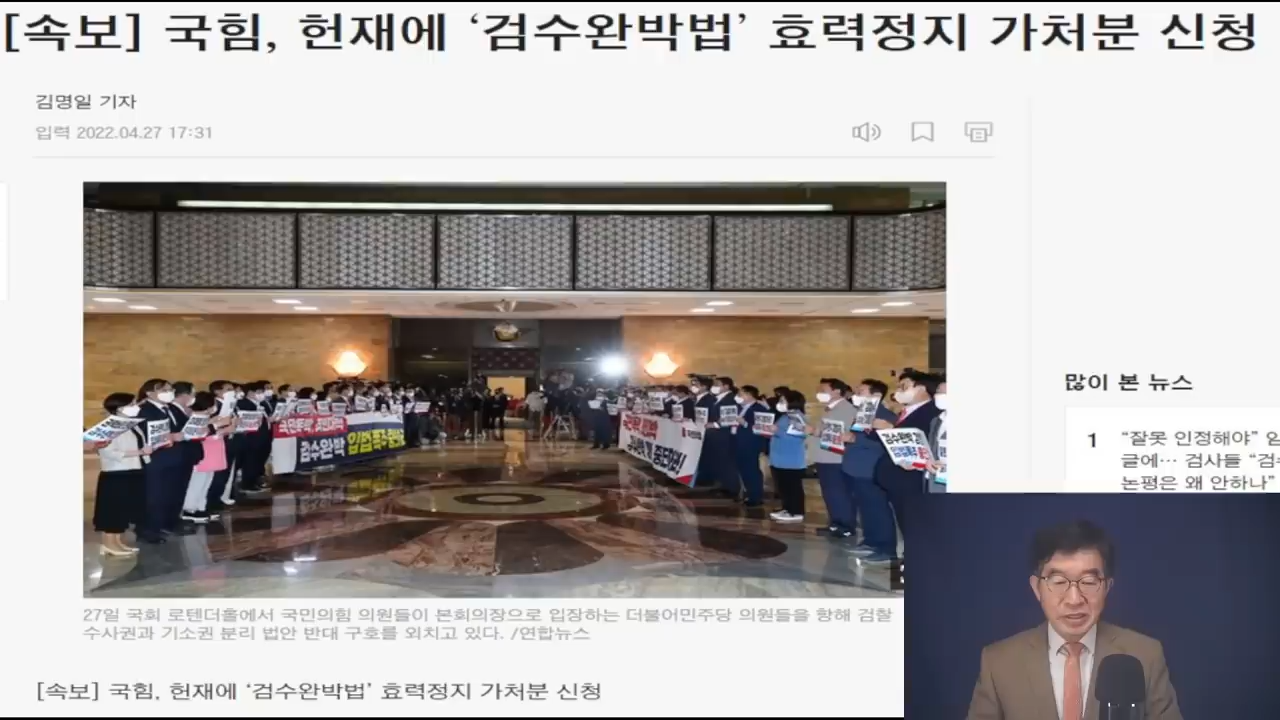 [속보] 국힘, 헌재에 ‘검수완박법’ 효력정지 가처분 신청
김명일 기자
입력 2022.04.27 17:31
많이 본 뉴스
1 “잘못 인정해야”
글에… 검사들
논평은 왜 안하나”
검수완박 입법폭주
27일 국회 로텐더홀에서 국민의힘 의원들이 본회의장으로 입장하는 더불어민주당 의원들을 향해 검찰
수사권과 기소권 분리 법안 반대 구호를 외치고 있다. /연합뉴스
[속보] 국힘, 헌재에 ‘검수완박법’ 효력정지 가처분 신청